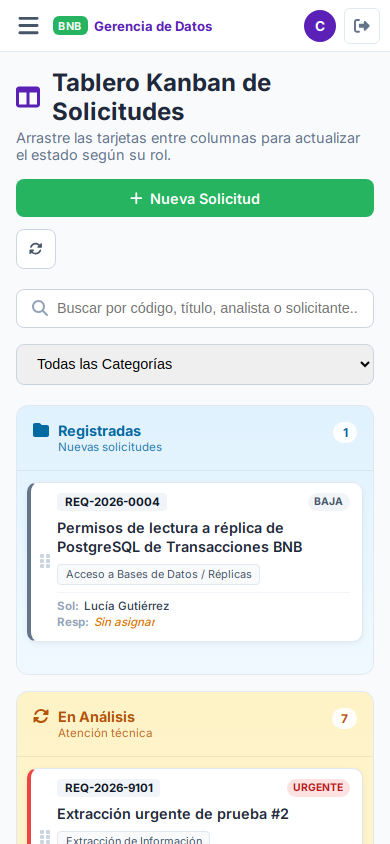 BNB Gerencia de Datos C
Tablero Kanban de
Solicitudes
Arrastre las tarjetas entre columnas para actualizar
el estado según su rol.
+ Nueva Solicitud
Buscar por código, título, analista o solicitante..
Todas las Categorías
Registradas 1
Nuevas solicitudes
REQ-2026-0004 BAJA
Permisos de lectura a réplica de
PostgreSQL de Transacciones BNB
Acceso a Bases de Datos / Réplicas
Sol: Lucía Gutiérrez
Resp: Sin asignar
En Análisis 7
Atención técnica
REQ-2026-9101 URGENTE
Extracción urgente de prueba #2
Extracción de Información